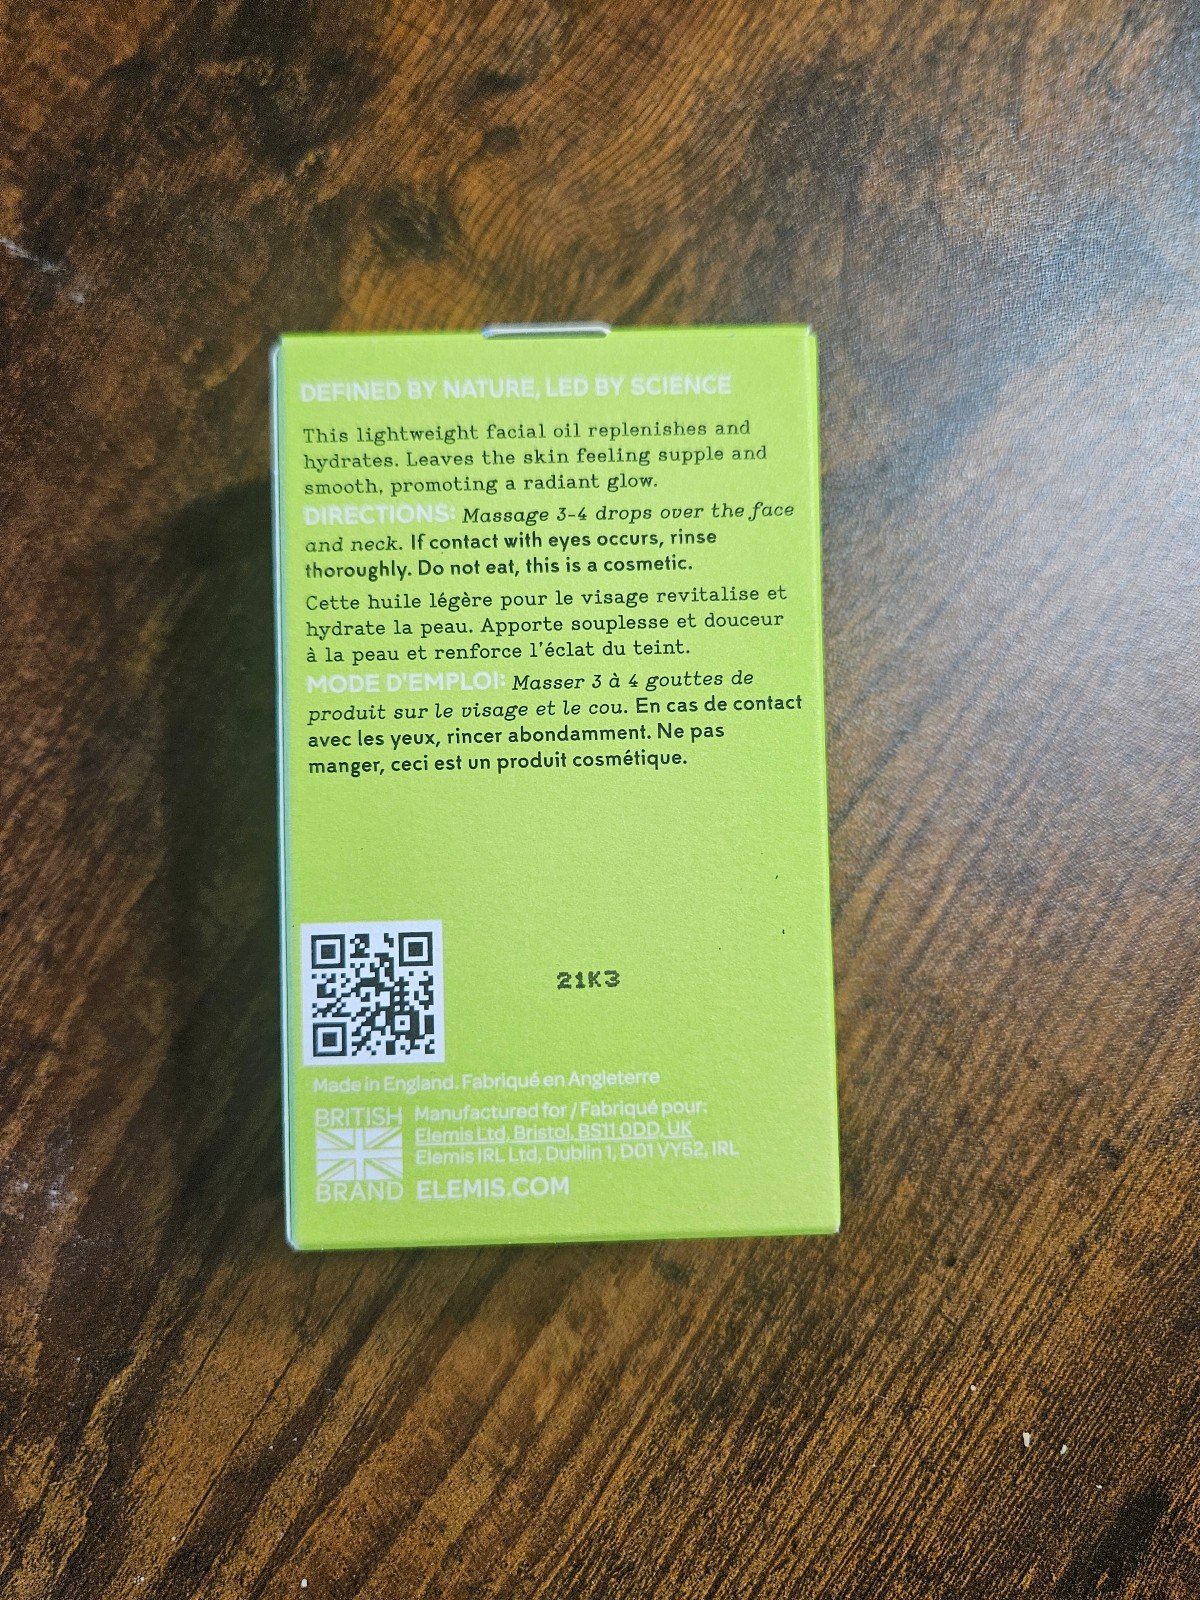 DEFINED BY NATURE, LED BY SCIENCE
This lightweight facial oil replenishes and
hydrates. Leaves the skin feeling supple and
smooth, promoting a radiant glow.
DIRECTIONS: Massage 3-4 drops over the face
and neck. If contact with eyes occurs, rinse
thoroughly. Do not eat, this is a cosmetic.
Cette huile légère pour le visage revitalise et
hydrate la peau. Apporte souplesse et douceur
à la peau et renforce l'éclat du teint.
MODE D'EMPLOI: Masser 3 à 4 gouttes de
produit sur le visage et le cou. En cas de contact
avec les yeux, rincer abondamment. Ne pas
manger, ceci est un produit cosmétique.
21K3
Made in England. Fabriqué en Angleterre
BRITISH
BRAND
Manufactured for / Fabriqué pour:
Elemis Ltd, Bristol, BS11 0DD, UK
Elemis IRL Ltd, Dublin 1, D01 VY52, IRL
ELEMIS.COM